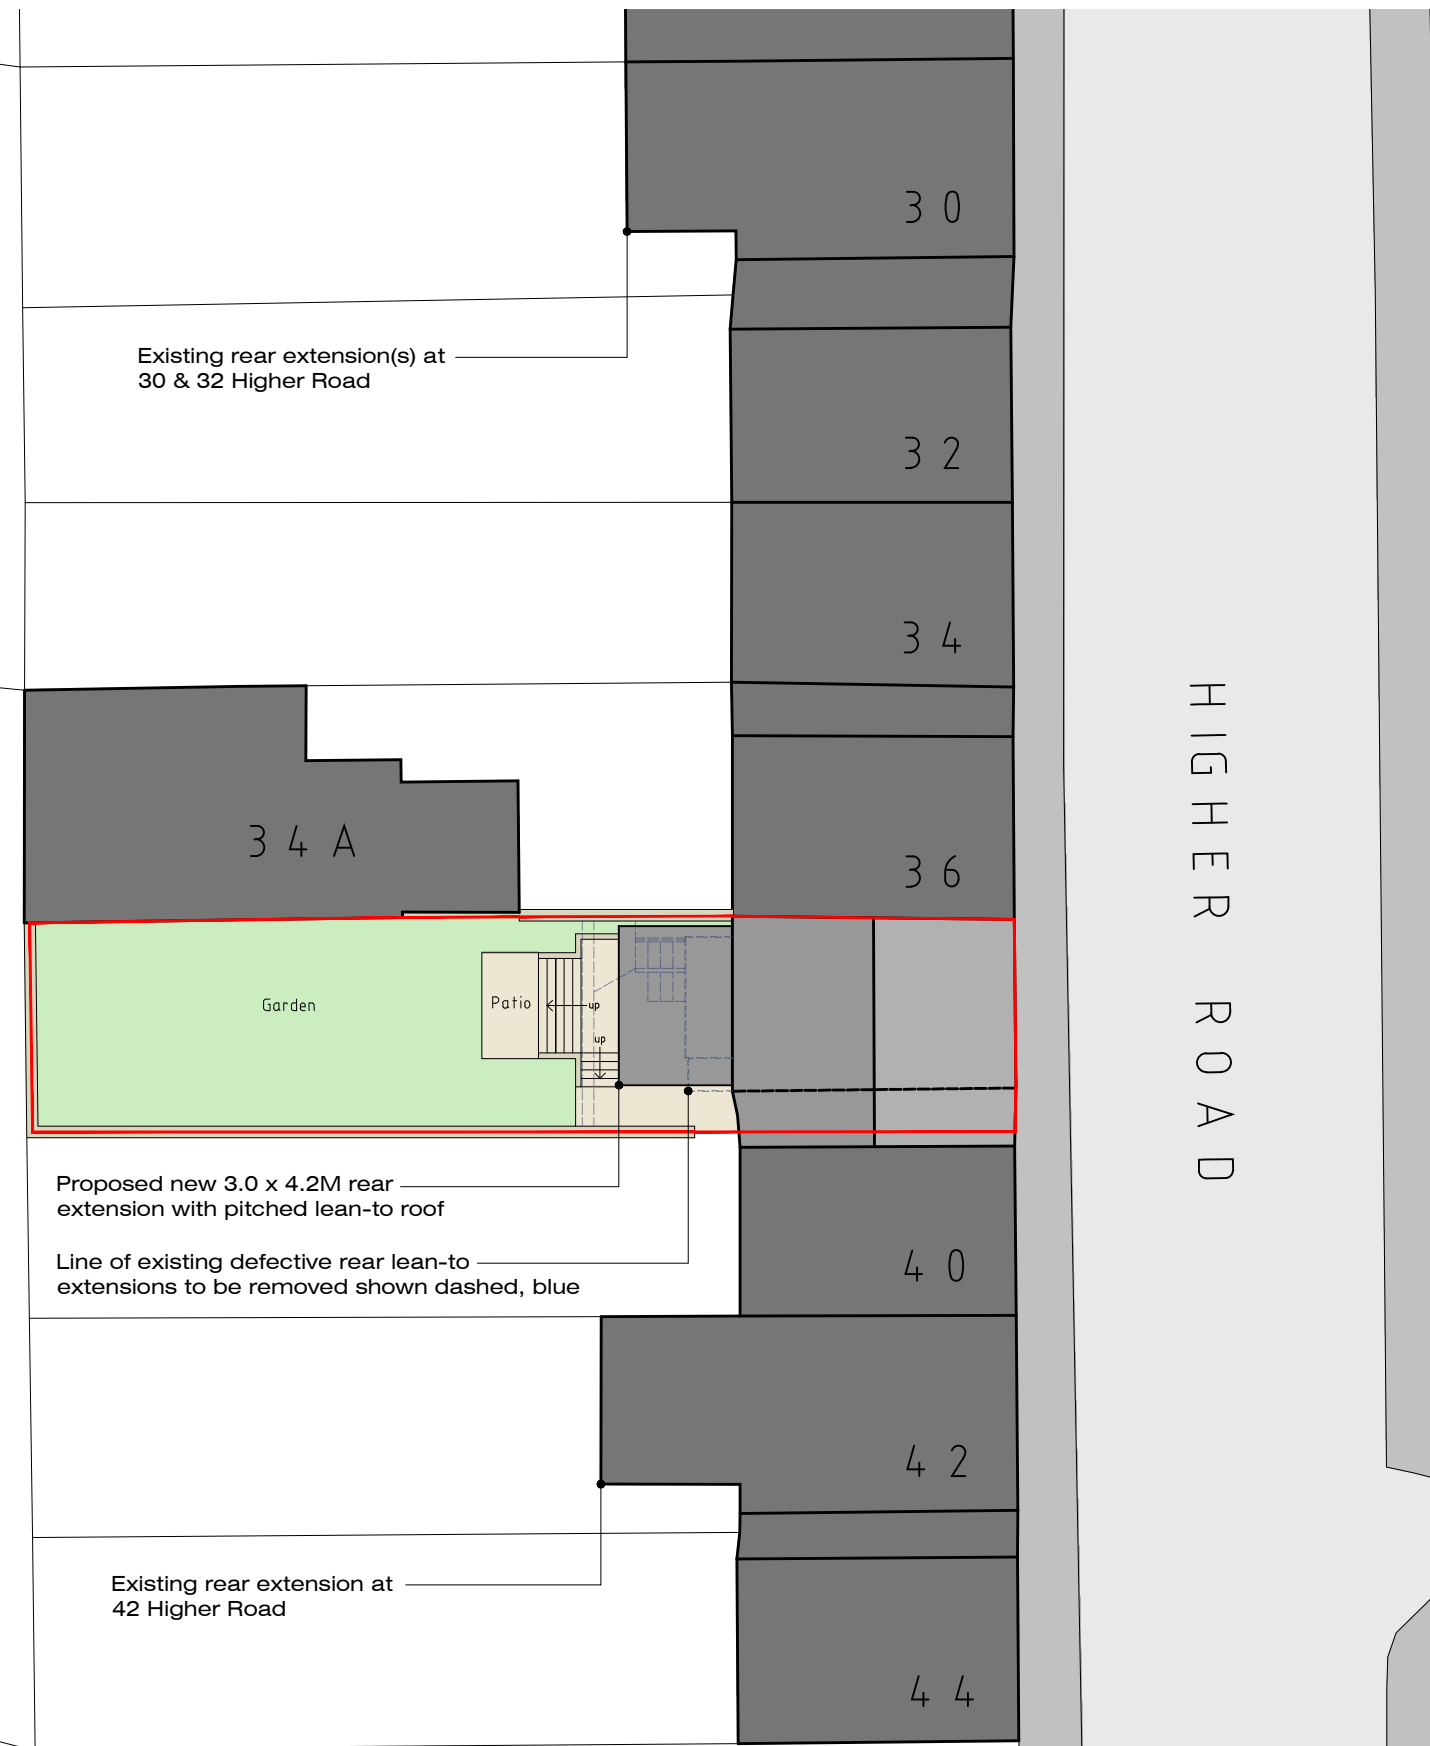 30
Existing rear extension(s) at
30 & 32 Higher Road
32
34
HIGHER ROAD
34A
36
Garden
Patio
up
up
Proposed new 3.0 x 4.2M rear
extension with pitched lean-to roof
Line of existing defective rear lean-to
extensions to be removed shown dashed, blue
40
42
Existing rear extension at
42 Higher Road
44